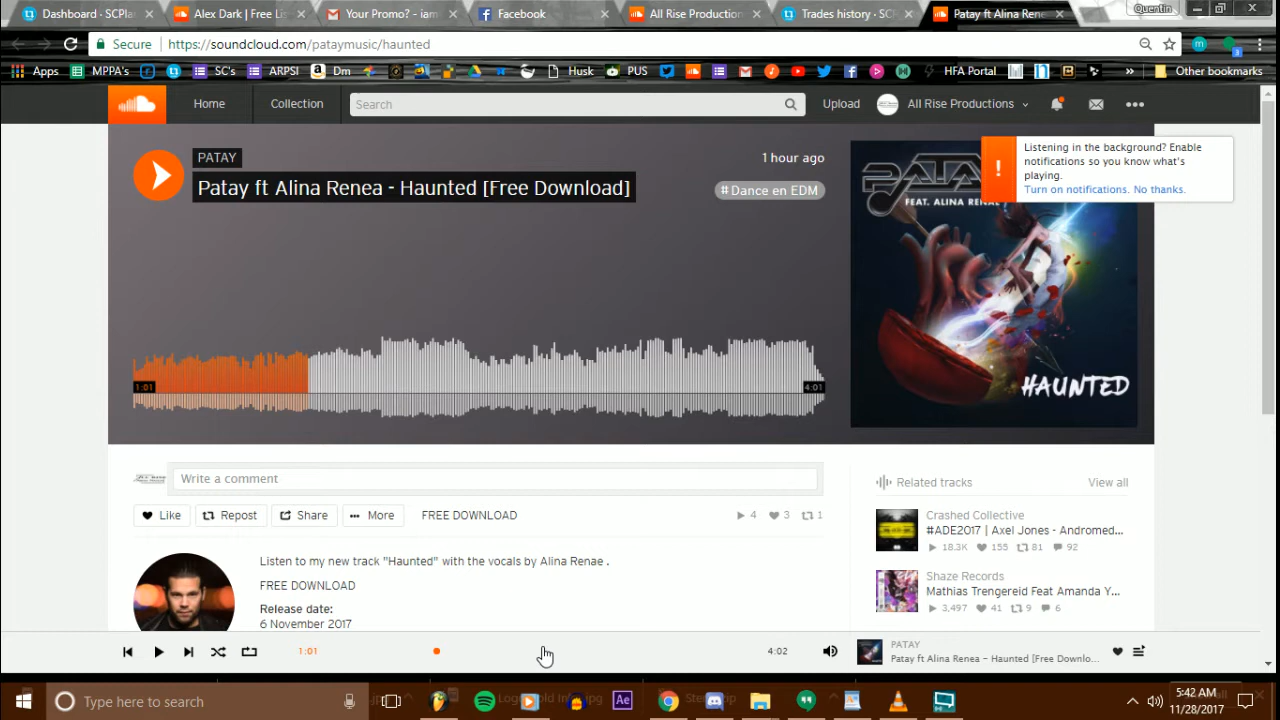 Dashboard - SCPla
Alex Dark | Free Li
Your Promo? - iam
Facebook
All Rise Production
Trades history - SC
Patay ft Alina Rene
Quentin
Secure
https://soundcloud.com/pataymusic/haunted
Apps
MPPA's
SC's
ARPSI
Dm
Husk
PUS
HFA Portal
»
Other bookmarks
Home
Collection
Search
Upload
All Rise Productions
PATAY
1 hour ago
Patay ft Alina Renea - Haunted [Free Download]
# Dance en EDM
Listening in the background? Enable
notifications so you know what's
playing.
Turn on notifications. No thanks.
FEAT. ALINA
HAUNTED
1:01
4:01
Write a comment
Like
Repost
Share
More
FREE DOWNLOAD
4
3
1
Related tracks
View all
Crashed Collective
#ADE2017 | Axel Jones - Andromed...
18.3K
155
81
92
Shaze Records
Mathias Trengereid Feat Amanda Y...
3,497
41
9
6
Listen to my new track "Haunted" with the vocals by Alina Renae .
FREE DOWNLOAD
Release date:
6 November 2017
1:01
4:02
PATAY
Patay ft Alina Renea – Haunted [Free Downlo...
Type here to search
Ae
5:42 AM
11/28/2017